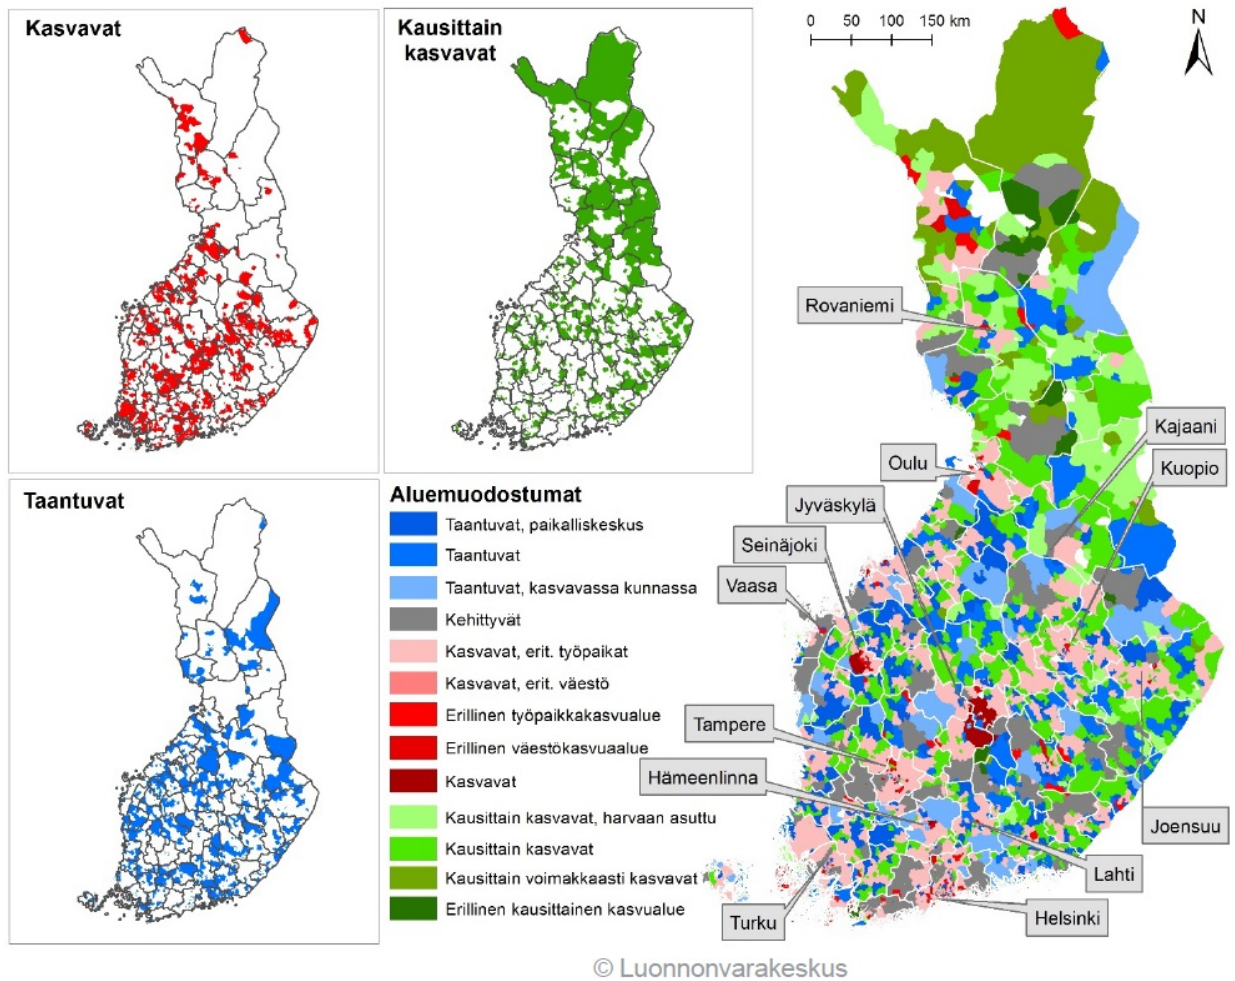 Kasvavat
Kausittain
kasvavat
0 50 100 150 km
N
Rovaniemi
Kajaani
Oulu
Kuopio
Jyväskylä
Seinäjoki
Vaasa
Tampere
Hämeenlinna
Joensuu
Lahti
Helsinki
Turku
Taantuvat
Aluemuodostumat
Taantuvat, paikalliskeskus
Taantuvat
Taantuvat, kasvavassa kunnassa
Kehittyvät
Kasvavat, erit. työpaikat
Kasvavat, erit. väestö
Erillinen työpaikkakasvualue
Erillinen väestökasvuaalue
Kasvavat
Kausittain kasvavat, harvaan asuttu
Kausittain kasvavat
Kausittain voimakkaasti kasvavat
Erillinen kausittainen kasvualue
© Luonnonvarakeskus